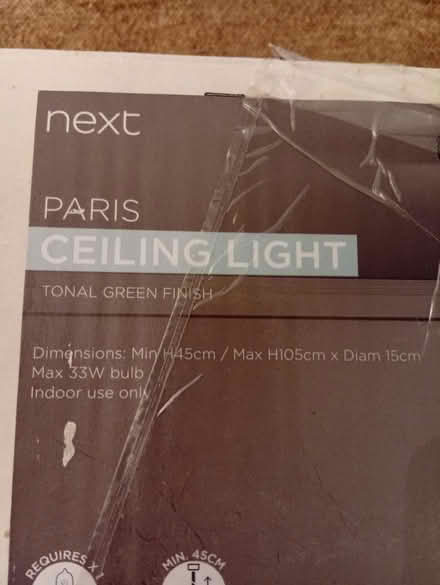 next
PARIS
CEILING LIGHT
TONAL GREEN FINISH
Dimensions: Min H45cm / Max H105cm x Diam 15cm
Max 33W bulb
Indoor use only
REQUIRES X 1
MIN. 45CM